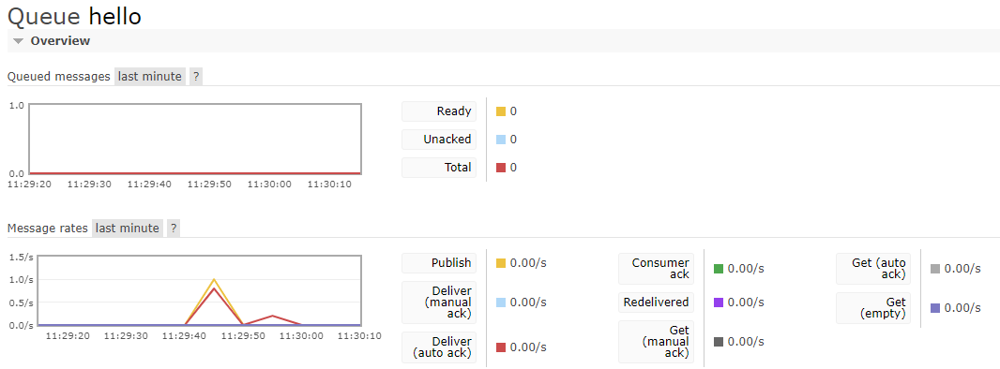 Queue hello
Overview
Queued messages last minute ?
1.0
0.0
11:29:20 11:29:30 11:29:40 11:29:50 11:30:00 11:30:10
Ready 0
Unacked 0
Total 0
Message rates last minute ?
1.5/s
1.0/s
0.5/s
0.0/s
11:29:20 11:29:30 11:29:40 11:29:50 11:30:00 11:30:10
Publish 0.00/s
Deliver
(manual
ack) 0.00/s
Deliver
(auto ack) 0.00/s
Consumer
ack 0.00/s
Redelivered 0.00/s
Get
(manual
ack) 0.00/s
Get (auto
ack) 0.00/s
Get
(empty) 0.00/s